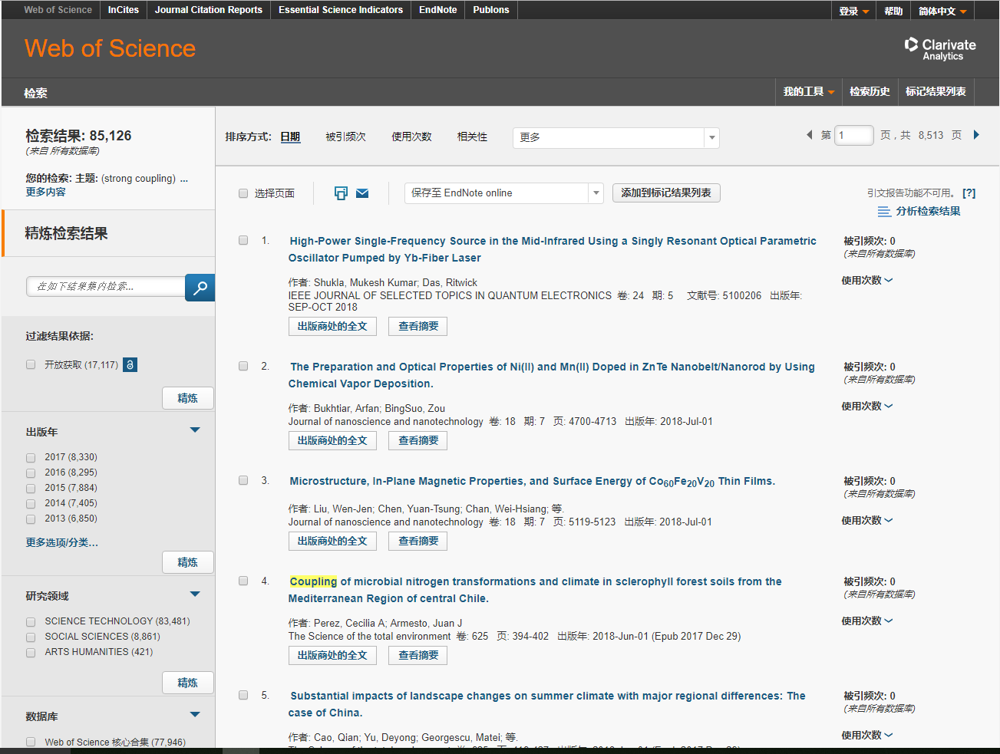 Web of Science InCites Journal Citation Reports Essential Science Indicators EndNote Publons 登录 帮助 简体中文
Web of Science
Clarivate
Analytics
检索 我的工具 检索历史 标记结果列表
检索结果: 85,126
(来自 所有数据库)
您的检索: 主题: (strong coupling) ...
更多内容
精炼检索结果
在如下结果集内检索...
过滤结果依据:
开放获取 (17,117)
精炼
出版年
2017 (8,330)
2016 (8,295)
2015 (7,884)
2014 (7,405)
2013 (6,850)
更多选项/分类...
精炼
研究领域
SCIENCE TECHNOLOGY (83,481)
SOCIAL SCIENCES (8,861)
ARTS HUMANITIES (421)
精炼
数据库
Web of Science 核心合集 (77,946)
排序方式: 日期 被引频次 使用次数 相关性 更多 第 1 页，共 8,513 页
选择页面 保存至 EndNote online 添加到标记结果列表 引文报告功能不可用。 [?]
分析检索结果
1. High-Power Single-Frequency Source in the Mid-Infrared Using a Singly Resonant Optical Parametric
Oscillator Pumped by Yb-Fiber Laser
作者: Shukla, Mukesh Kumar; Das, Ritwick
IEEE JOURNAL OF SELECTED TOPICS IN QUANTUM ELECTRONICS 卷: 24 期: 5 文献号: 5100206 出版年:
SEP-OCT 2018
出版商处的全文 查看摘要
被引频次: 0
(来自所有数据库)
使用次数
2. The Preparation and Optical Properties of Ni(II) and Mn(II) Doped in ZnTe Nanobelt/Nanorod by Using
Chemical Vapor Deposition.
作者: Bukhtiar, Arfan; BingSuo, Zou
Journal of nanoscience and nanotechnology 卷: 18 期: 7 页: 4700-4713 出版年: 2018-Jul-01
出版商处的全文 查看摘要
被引频次: 0
(来自所有数据库)
使用次数
3. Microstructure, In-Plane Magnetic Properties, and Surface Energy of Co60Fe20V20 Thin Films.
作者: Liu, Wen-Jen; Chen, Yuan-Tsung; Chan, Wei-Hsiang; 等.
Journal of nanoscience and nanotechnology 卷: 18 期: 7 页: 5119-5123 出版年: 2018-Jul-01
出版商处的全文 查看摘要
被引频次: 0
(来自所有数据库)
使用次数
4. Coupling of microbial nitrogen transformations and climate in sclerophyll forest soils from the
Mediterranean Region of central Chile.
作者: Perez, Cecilia A; Armesto, Juan J
The Science of the total environment 卷: 625 页: 394-402 出版年: 2018-Jun-01 (Epub 2017 Dec 29)
出版商处的全文 查看摘要
被引频次: 0
(来自所有数据库)
使用次数
5. Substantial impacts of landscape changes on summer climate with major regional differences: The
case of China.
作者: Cao, Qian; Yu, Deyong; Georgescu, Matei; 等.
被引频次: 0
(来自所有数据库)
使用次数